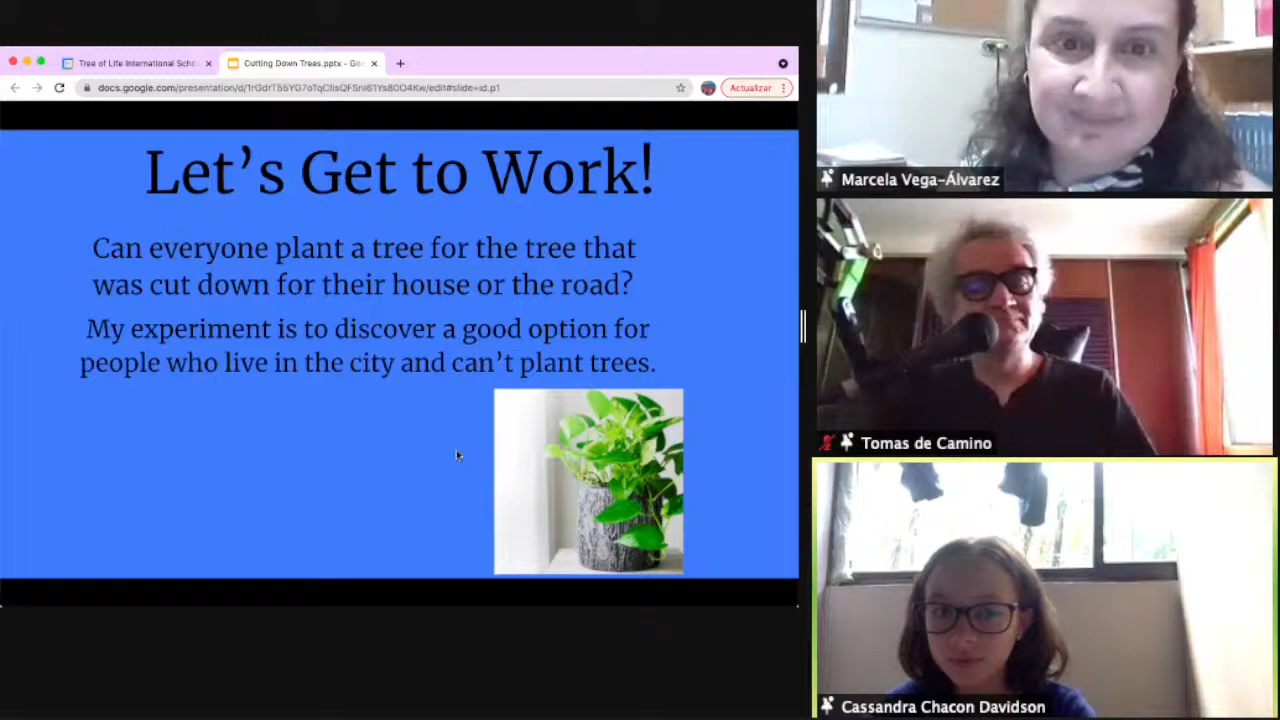 Tree of Life International Scho
Cutting Down Trees.pptx - Goo
Actualizar
Let’s Get to Work!
Can everyone plant a tree for the tree that
was cut down for their house or the road?
My experiment is to discover a good option for
people who live in the city and can’t plant trees.
Marcela Vega-Álvarez
Tomas de Camino
Cassandra Chacon Davidson